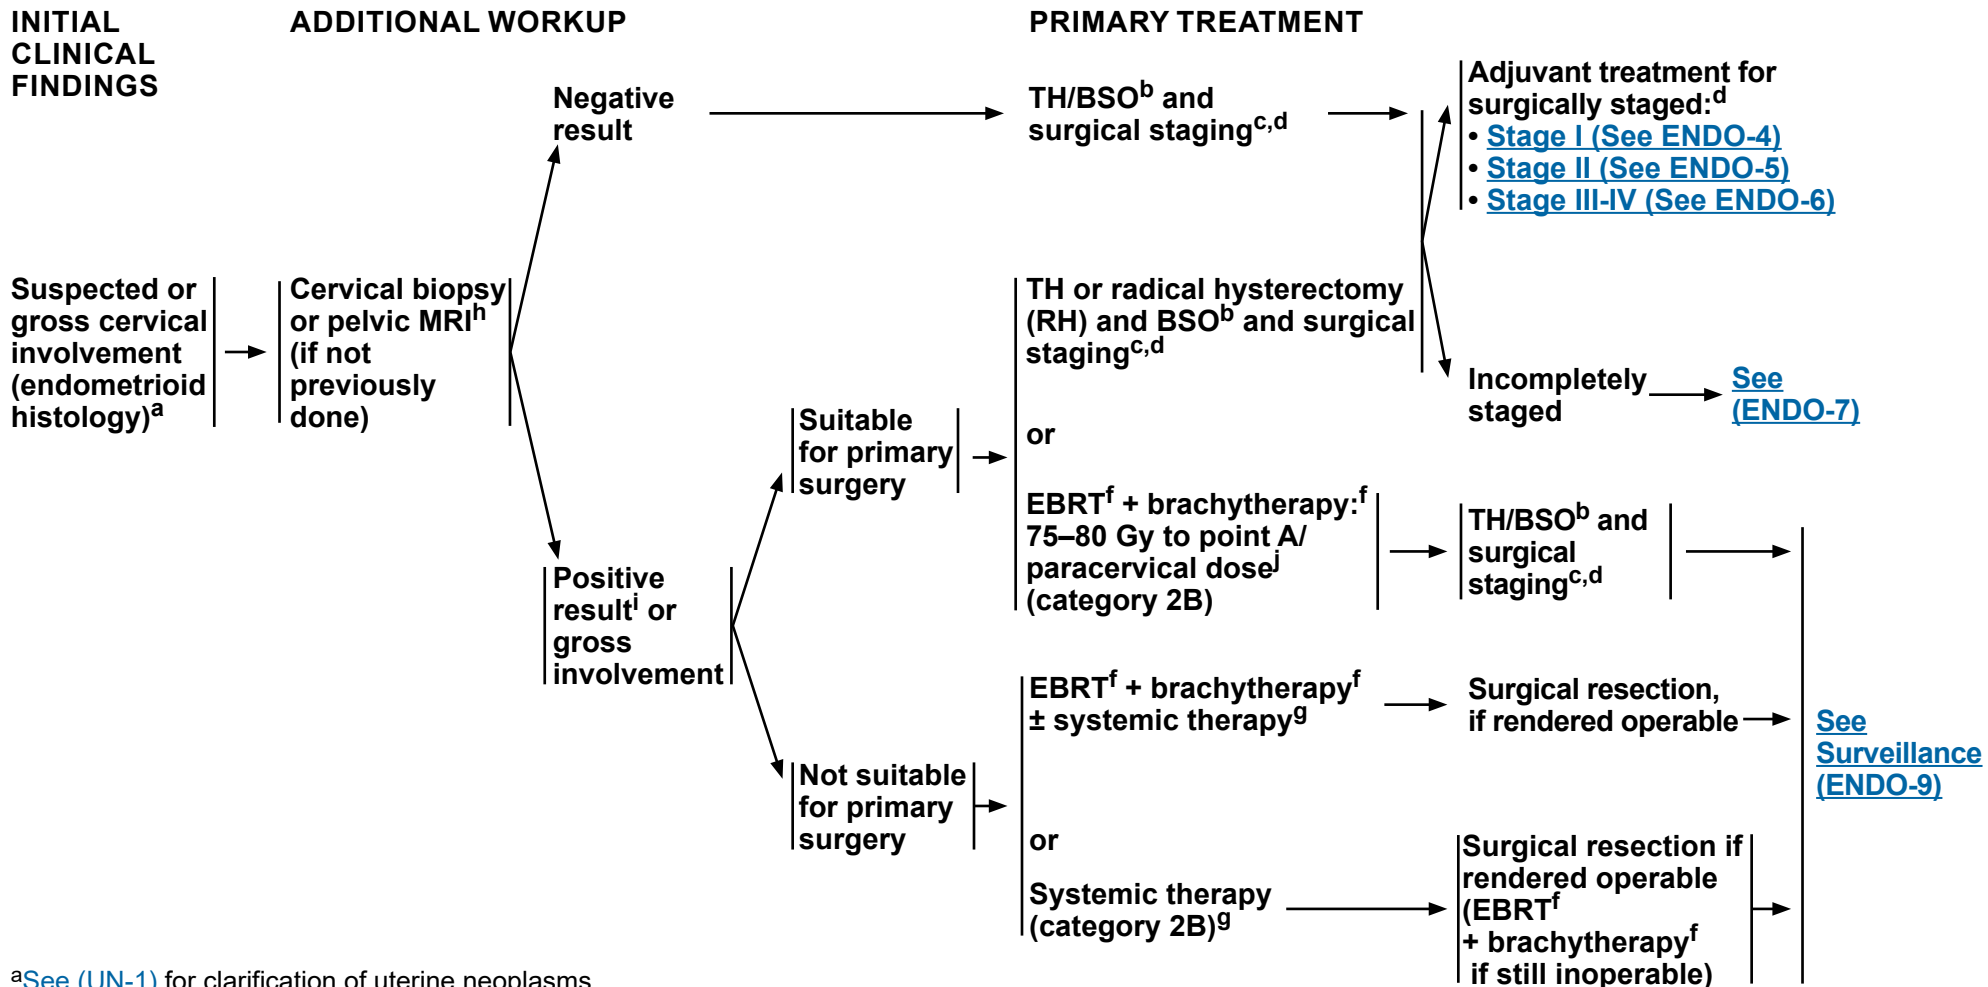 INITIAL
CLINICAL
FINDINGS
ADDITIONAL WORKUP
PRIMARY TREATMENT
Suspected or
gross cervical
involvement
(endometrioid
histology)a
Cervical biopsy
or pelvic MRIh
(if not
previously
done)
Negative
result
TH/BSOb and
surgical stagingc,d
Adjuvant treatment for
surgically staged:d
• Stage I (See ENDO-4)
• Stage II (See ENDO-5)
• Stage III-IV (See ENDO-6)
Incompletely
staged
See
(ENDO-7)
Positive
resulti or
gross
involvement
Suitable
for primary
surgery
TH or radical hysterectomy
(RH) and BSOb and surgical
stagingc,d
or
EBRTf + brachytherapy:f
75–80 Gy to point A/
paracervical dosej
(category 2B)
TH/BSOb and
surgical
stagingc,d
Not suitable
for primary
surgery
EBRTf + brachytherapyf
± systemic therapyg
Surgical resection,
if rendered operable
or
Systemic therapy
(category 2B)g
Surgical resection if
rendered operable
(EBRTf
+ brachytherapyf
if still inoperable)
See
Surveillance
(ENDO-9)
aSee (UN-1) for clarification of uterine neoplasms